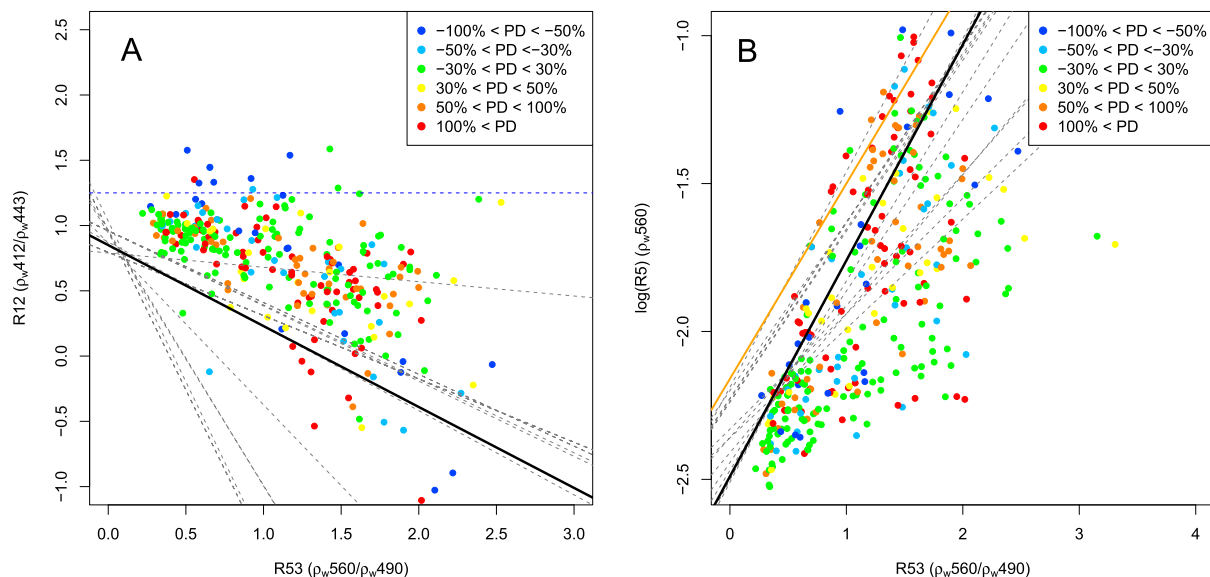 A
−100% < PD < −50%
−50% < PD <−30%
−30% < PD < 30%
30% < PD < 50%
50% < PD < 100%
100% < PD
2.5
2.0
1.5
1.0
0.5
0.0
−0.5
−1.0
R12 (ρw412/ρw443)
0.0 0.5 1.0 1.5 2.0 2.5 3.0
R53 (ρw560/ρw490)
B
−100% < PD < −50%
−50% < PD <−30%
−30% < PD < 30%
30% < PD < 50%
50% < PD < 100%
100% < PD
−1.0
−1.5
−2.0
−2.5
log(R5) (ρw560)
0 1 2 3 4
R53 (ρw560/ρw490)